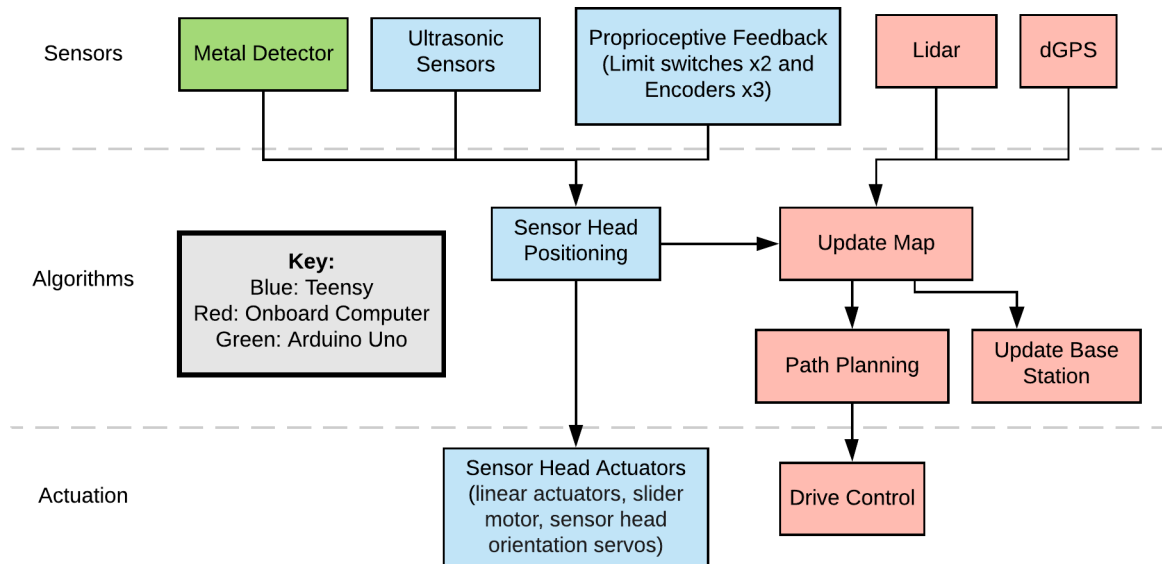 Sensors
Metal Detector
Ultrasonic
Sensors
Proprioceptive Feedback
(Limit switches x2 and
Encoders x3)
Lidar
dGPS
Algorithms
Key:
Blue: Teensy
Red: Onboard Computer
Green: Arduino Uno
Sensor Head
Positioning
Update Map
Path Planning
Update Base
Station
Actuation
Sensor Head Actuators
(linear actuators, slider
motor, sensor head
orientation servos)
Drive Control